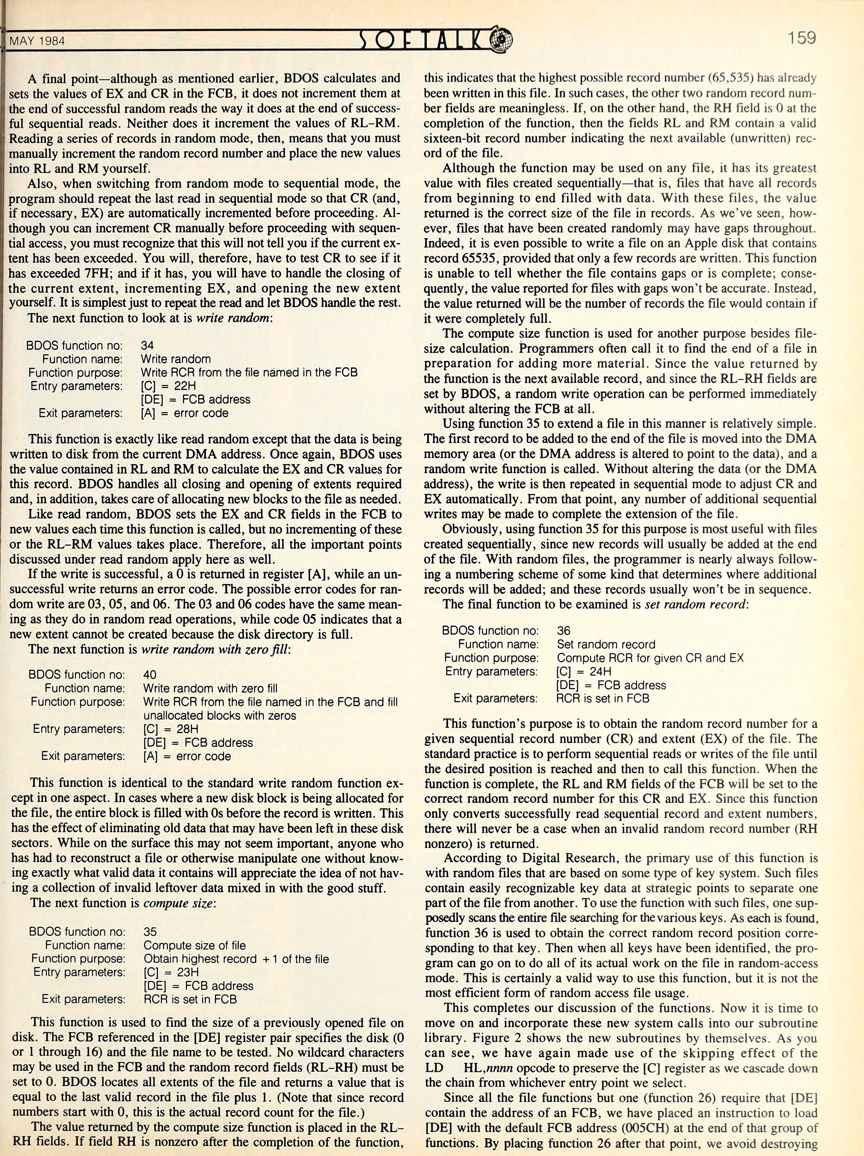 MAY 1984
SOFTALK
159
A final point—although as mentioned earlier, BDOS calculates and
sets the values of EX and CR in the FCB, it does not increment them at
the end of successful random reads the way it does at the end of success-
ful sequential reads. Neither does it increment the values of RL–RM.
Reading a series of records in random mode, then, means that you must
manually increment the random record number and place the new values
into RL and RM yourself.
Also, when switching from random mode to sequential mode, the
program should repeat the last read in sequential mode so that CR (and,
if necessary, EX) are automatically incremented before proceeding. Al-
though you can increment CR manually before proceeding with sequen-
tial access, you must recognize that this will not tell you if the current ex-
tent has been exceeded. You will, therefore, have to test CR to see if it
has exceeded 7FH; and if it has, you will have to handle the closing of
the current extent, incrementing EX, and opening the new extent
yourself. It is simplest just to repeat the read and let BDOS handle the rest.
The next function to look at is write random:
BDOS function no: 34
Function name: Write random
Function purpose: Write RCR from the file named in the FCB
Entry parameters: [C] = 22H
[DE] = FCB address
Exit parameters: [A] = error code
This function is exactly like read random except that the data is being
written to disk from the current DMA address. Once again, BDOS uses
the value contained in RL and RM to calculate the EX and CR values for
this record. BDOS handles all closing and opening of extents required
and, in addition, takes care of allocating new blocks to the file as needed.
Like read random, BDOS sets the EX and CR fields in the FCB to
new values each time this function is called, but no incrementing of these
or the RL–RM values takes place. Therefore, all the important points
discussed under read random apply here as well.
If the write is successful, a 0 is returned in register [A], while an un-
successful write returns an error code. The possible error codes for ran-
dom write are 03, 05, and 06. The 03 and 06 codes have the same mean-
ing as they do in random read operations, while code 05 indicates that a
new extent cannot be created because the disk directory is full.
The next function is write random with zero fill:
BDOS function no: 40
Function name: Write random with zero fill
Function purpose: Write RCR from the file named in the FCB and fill
unallocated blocks with zeros
Entry parameters: [C] = 28H
[DE] = FCB address
Exit parameters: [A] = error code
This function is identical to the standard write random function ex-
cept in one aspect. In cases where a new disk block is being allocated for
the file, the entire block is filled with 0s before the record is written. This
has the effect of eliminating old data that may have been left in these disk
sectors. While on the surface this may not seem important, anyone who
has had to reconstruct a file or otherwise manipulate one without know-
ing exactly what valid data it contains will appreciate the idea of not hav-
ing a collection of invalid leftover data mixed in with the good stuff.
The next function is compute size:
BDOS function no: 35
Function name: Compute size of file
Function purpose: Obtain highest record +1 of the file
Entry parameters: [C] = 23H
[DE] = FCB address
Exit parameters: RCR is set in FCB
This function is used to find the size of a previously opened file on
disk. The FCB referenced in the [DE] register pair specifies the disk (0
or 1 through 16) and the file name to be tested. No wildcard characters
may be used in the FCB and the random record fields (RL–RH) must be
set to 0. BDOS locates all extents of the file and returns a value that is
equal to the last valid record in the file plus 1. (Note that since record
numbers start with 0, this is the actual record count for the file.)
The value returned by the compute size function is placed in the RL–
RH fields. If field RH is nonzero after the completion of the function,
this indicates that the highest possible record number (65,535) has already
been written in this file. In such cases, the other two random record num-
ber fields are meaningless. If, on the other hand, the RH field is 0 at the
completion of the function, then the fields RL and RM contain a valid
sixteen-bit record number indicating the next available (unwritten) rec-
ord of the file.
Although the function may be used on any file, it has its greatest
value with files created sequentially—that is, files that have all records
from beginning to end filled with data. With these files, the value
returned is the correct size of the file in records. As we've seen, how-
ever, files that have been created randomly may have gaps throughout.
Indeed, it is even possible to write a file on an Apple disk that contains
record 65535, provided that only a few records are written. This function
is unable to tell whether the file contains gaps or is complete; conse-
quently, the value reported for files with gaps won't be accurate. Instead,
the value returned will be the number of records the file would contain if
it were completely full.
The compute size function is used for another purpose besides file-
size calculation. Programmers often call it to find the end of a file in
preparation for adding more material. Since the value returned by
the function is the next available record, and since the RL–RH fields are
set by BDOS, a random write operation can be performed immediately
without altering the FCB at all.
Using function 35 to extend a file in this manner is relatively simple.
The first record to be added to the end of the file is moved into the DMA
memory area (or the DMA address is altered to point to the data), and a
random write function is called. Without altering the data (or the DMA
address), the write is then repeated in sequential mode to adjust CR and
EX automatically. From that point, any number of additional sequential
writes may be made to complete the extension of the file.
Obviously, using function 35 for this purpose is most useful with files
created sequentially, since new records will usually be added at the end
of the file. With random files, the programmer is nearly always follow-
ing a numbering scheme of some kind that determines where additional
records will be added; and these records usually won't be in sequence.
The final function to be examined is set random record:
BDOS function no: 36
Function name: Set random record
Function purpose: Compute RCR for given CR and EX
Entry parameters: [C] = 24H
[DE] = FCB address
Exit parameters: RCR is set in FCB
This function's purpose is to obtain the random record number for a
given sequential record number (CR) and extent (EX) of the file. The
standard practice is to perform sequential reads or writes of the file until
the desired position is reached and then to call this function. When the
function is complete, the RL and RM fields of the FCB will be set to the
correct random record number for this CR and EX. Since this function
only converts successfully read sequential record and extent numbers,
there will never be a case when an invalid random record number (RH
nonzero) is returned.
According to Digital Research, the primary use of this function is
with random files that are based on some type of key system. Such files
contain easily recognizable key data at strategic points to separate one
part of the file from another. To use the function with such files, one sup-
posedly scans the entire file searching for the various keys. As each is found,
function 36 is used to obtain the correct random record position corre-
sponding to that key. Then when all keys have been identified, the pro-
gram can go on to do all of its actual work on the file in random-access
mode. This is certainly a valid way to use this function, but it is not the
most efficient form of random access file usage.
This completes our discussion of the functions. Now it is time to
move on and incorporate these new system calls into our subroutine
library. Figure 2 shows the new subroutines by themselves. As you
can see, we have again made use of the skipping effect of the
LD HL,nnnn opcode to preserve the [C] register as we cascade down
the chain from whichever entry point we select.
Since all the file functions but one (function 26) require that [DE]
contain the address of an FCB, we have placed an instruction to load
[DE] with the default FCB address (005CH) at the end of that group of
functions. By placing function 26 after that point, we avoid destroying